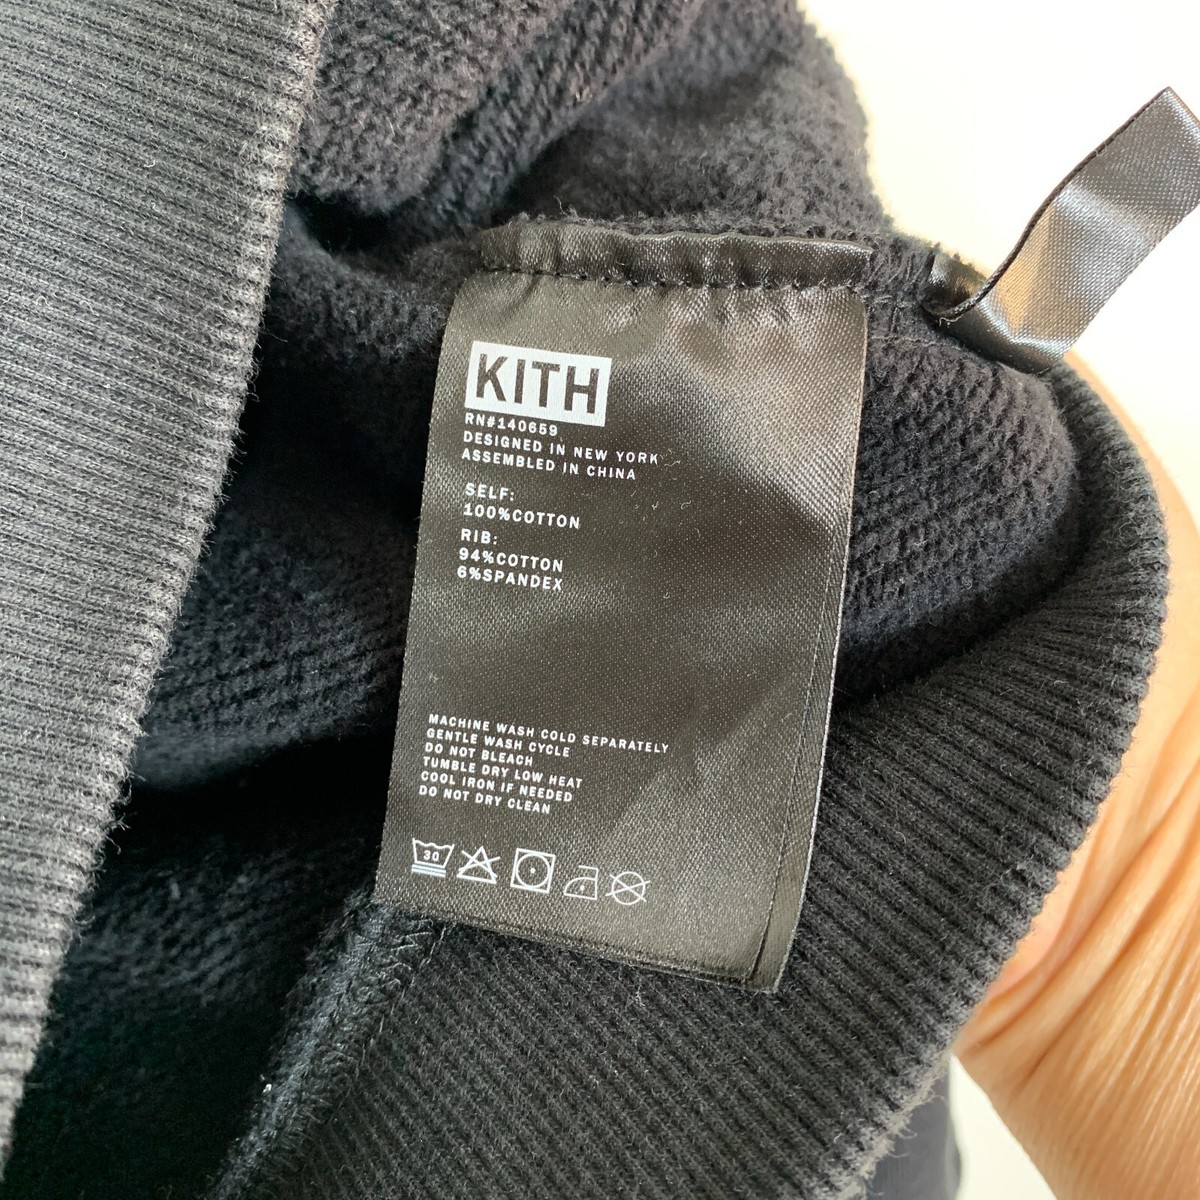 KITH
RN#140659
DESIGNED IN NEW YORK
ASSEMBLED IN CHINA
SELF:
100%COTTON
RIB:
94%COTTON
6%SPANDEX
MACHINE WASH COLD SEPARATELY
GENTLE WASH CYCLE
DO NOT BLEACH
TUMBLE DRY LOW HEAT
COOL IRON IF NEEDED
DO NOT DRY CLEAN
30